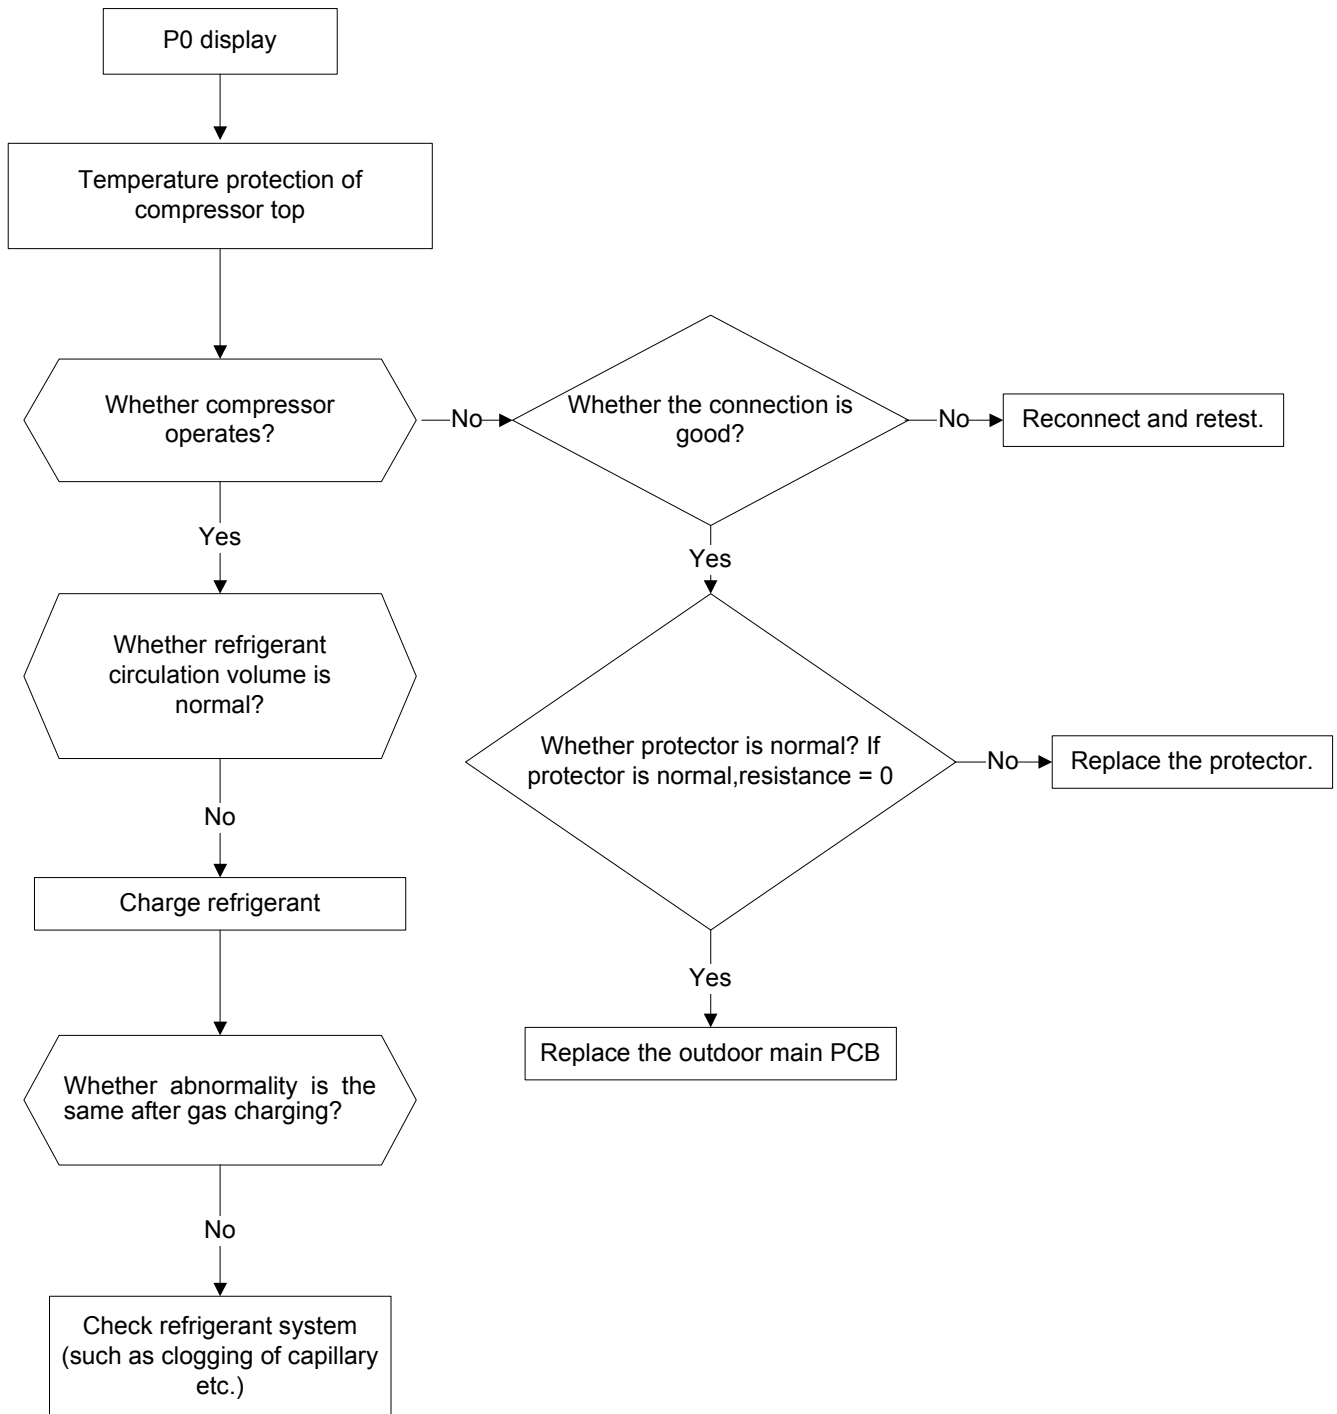 P0 display
Temperature protection of
compressor top
Whether compressor
operates?
No
Whether the connection is
good?
No
Reconnect and retest.
Yes
Yes
Whether refrigerant
circulation volume is
normal?
Whether protector is normal? If
protector is normal,resistance = 0
No
Replace the protector.
No
Charge refrigerant
Yes
Replace the outdoor main PCB
Whether abnormality is the
same after gas charging?
No
Check refrigerant system
(such as clogging of capillary
etc.)